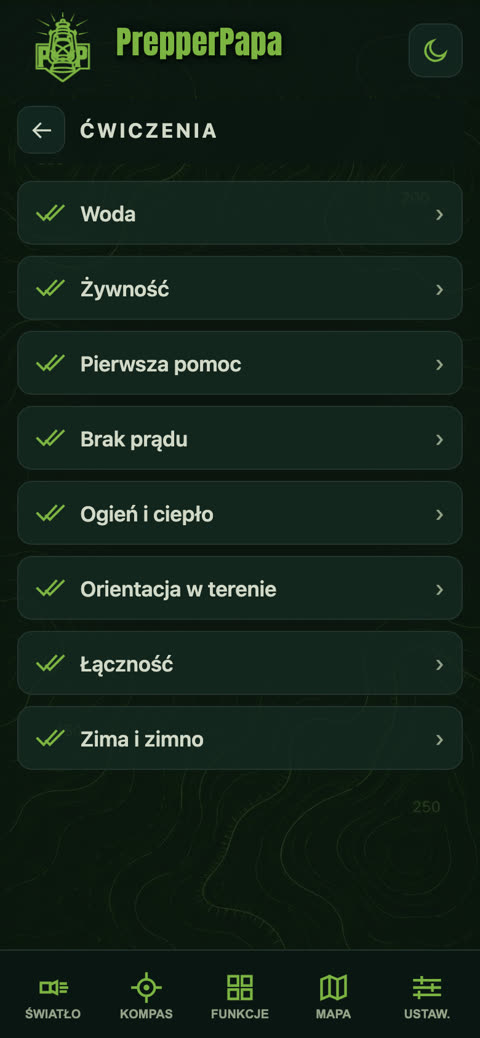 PrepperPapa
ĆWICZENIA
200
Woda
Żywność
Pierwsza pomoc
Brak prądu
Ogień i ciepło
Orientacja w terenie
Łączność
Zima i zimno
250
ŚWIATŁO
KOMPAS
FUNKCJE
MAPA
USTAW.